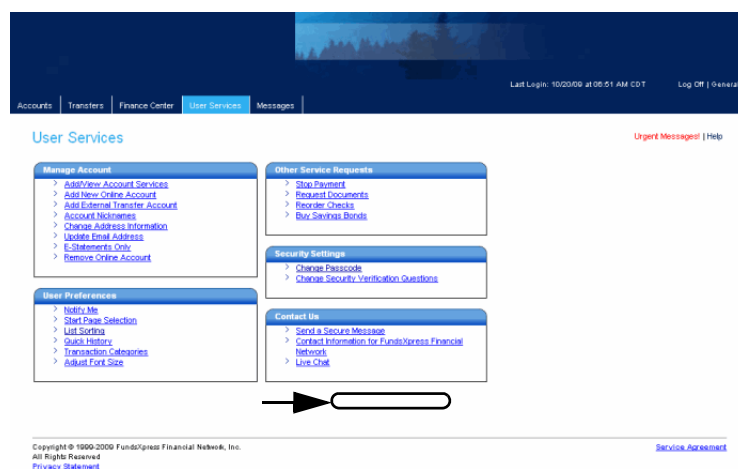 Last Login: 10/20/09 at 06:51 AM CDT Log Off | General
Accounts Transfers Finance Center User Services Messages
User Services
Urgent Messages! | Help
Manage Account
> Add/View Account Services
> Add New Online Account
> Add External Transfer Account
> Account Nicknames
> Change Address Information
> Update Email Address
> E-Statements Only
> Remove Online Account
User Preferences
> Notify Me
> Start Page Selection
> List Sorting
> Quick History
> Transaction Categories
> Adjust Font Size
Other Service Requests
> Stop Payment
> Request Documents
> Reorder Checks
> Buy Savings Bonds
Security Settings
> Change Passcode
> Change Security Verification Questions
Contact Us
> Send a Secure Message
> Contact Information for FundsXpress Financial
Network
> Live Chat
Copyright © 1999-2009 FundsXpress Financial Network, Inc.
All Rights Reserved
Privacy Statement
Service Agreement